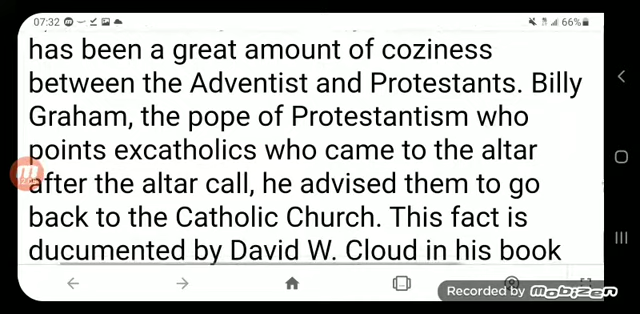 07:32
66%
has been a great amount of coziness
between the Adventist and Protestants. Billy
Graham, the pope of Protestantism who
points excatholics who came to the altar
after the altar call, he advised them to go
back to the Catholic Church. This fact is
ducumented by David W. Cloud in his book
Recorded by Mobizen